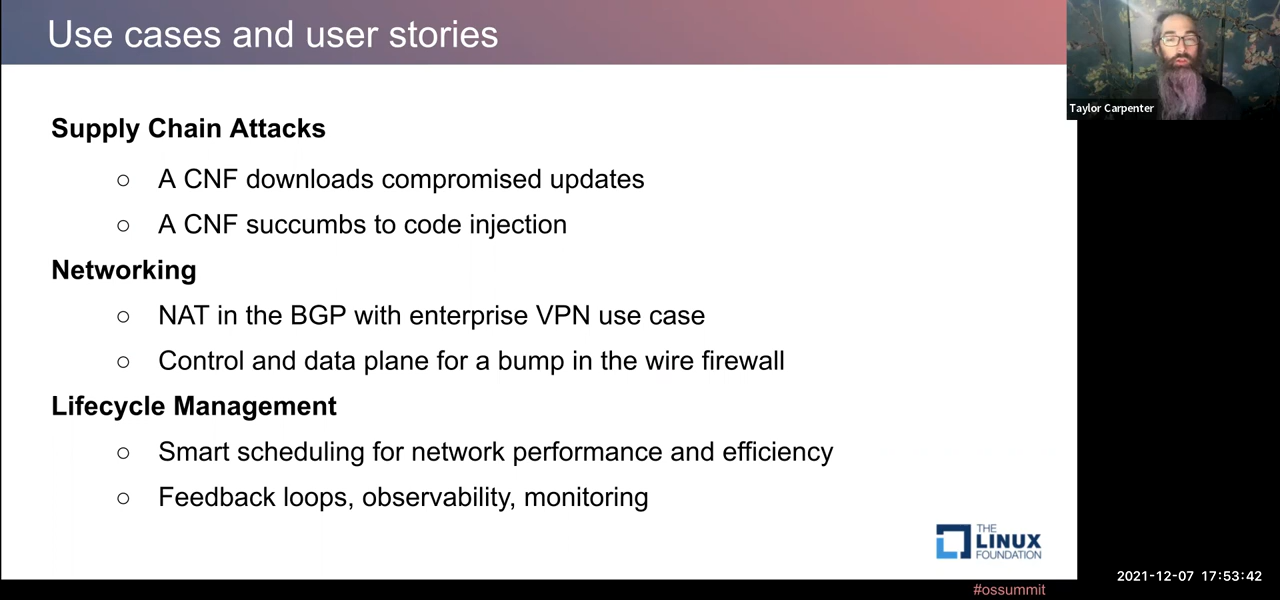 Use cases and user stories
Taylor Carpenter
Supply Chain Attacks
○ A CNF downloads compromised updates
○ A CNF succumbs to code injection
Networking
○ NAT in the BGP with enterprise VPN use case
○ Control and data plane for a bump in the wire firewall
Lifecycle Management
○ Smart scheduling for network performance and efficiency
○ Feedback loops, observability, monitoring
THE
LINUX
FOUNDATION
2021-12-07 17:53:42
#ossummit